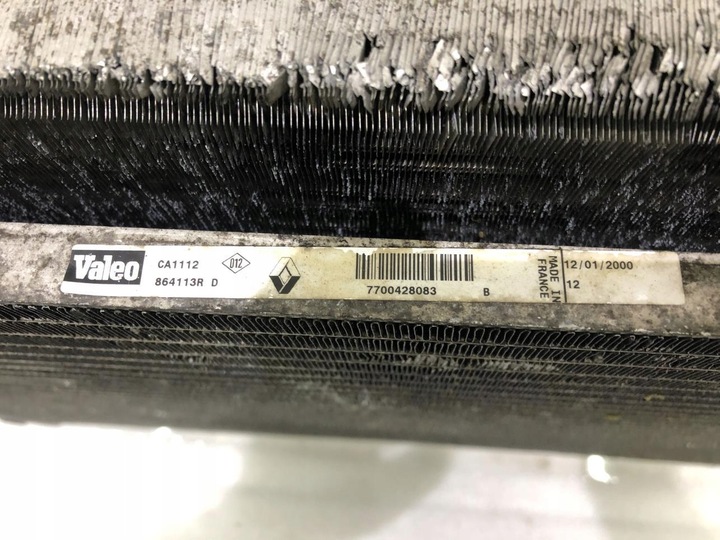 Valeo
CA1112
864113R D
D12
7700428083 B
MADE IN
FRANCE
12/01/2000
12